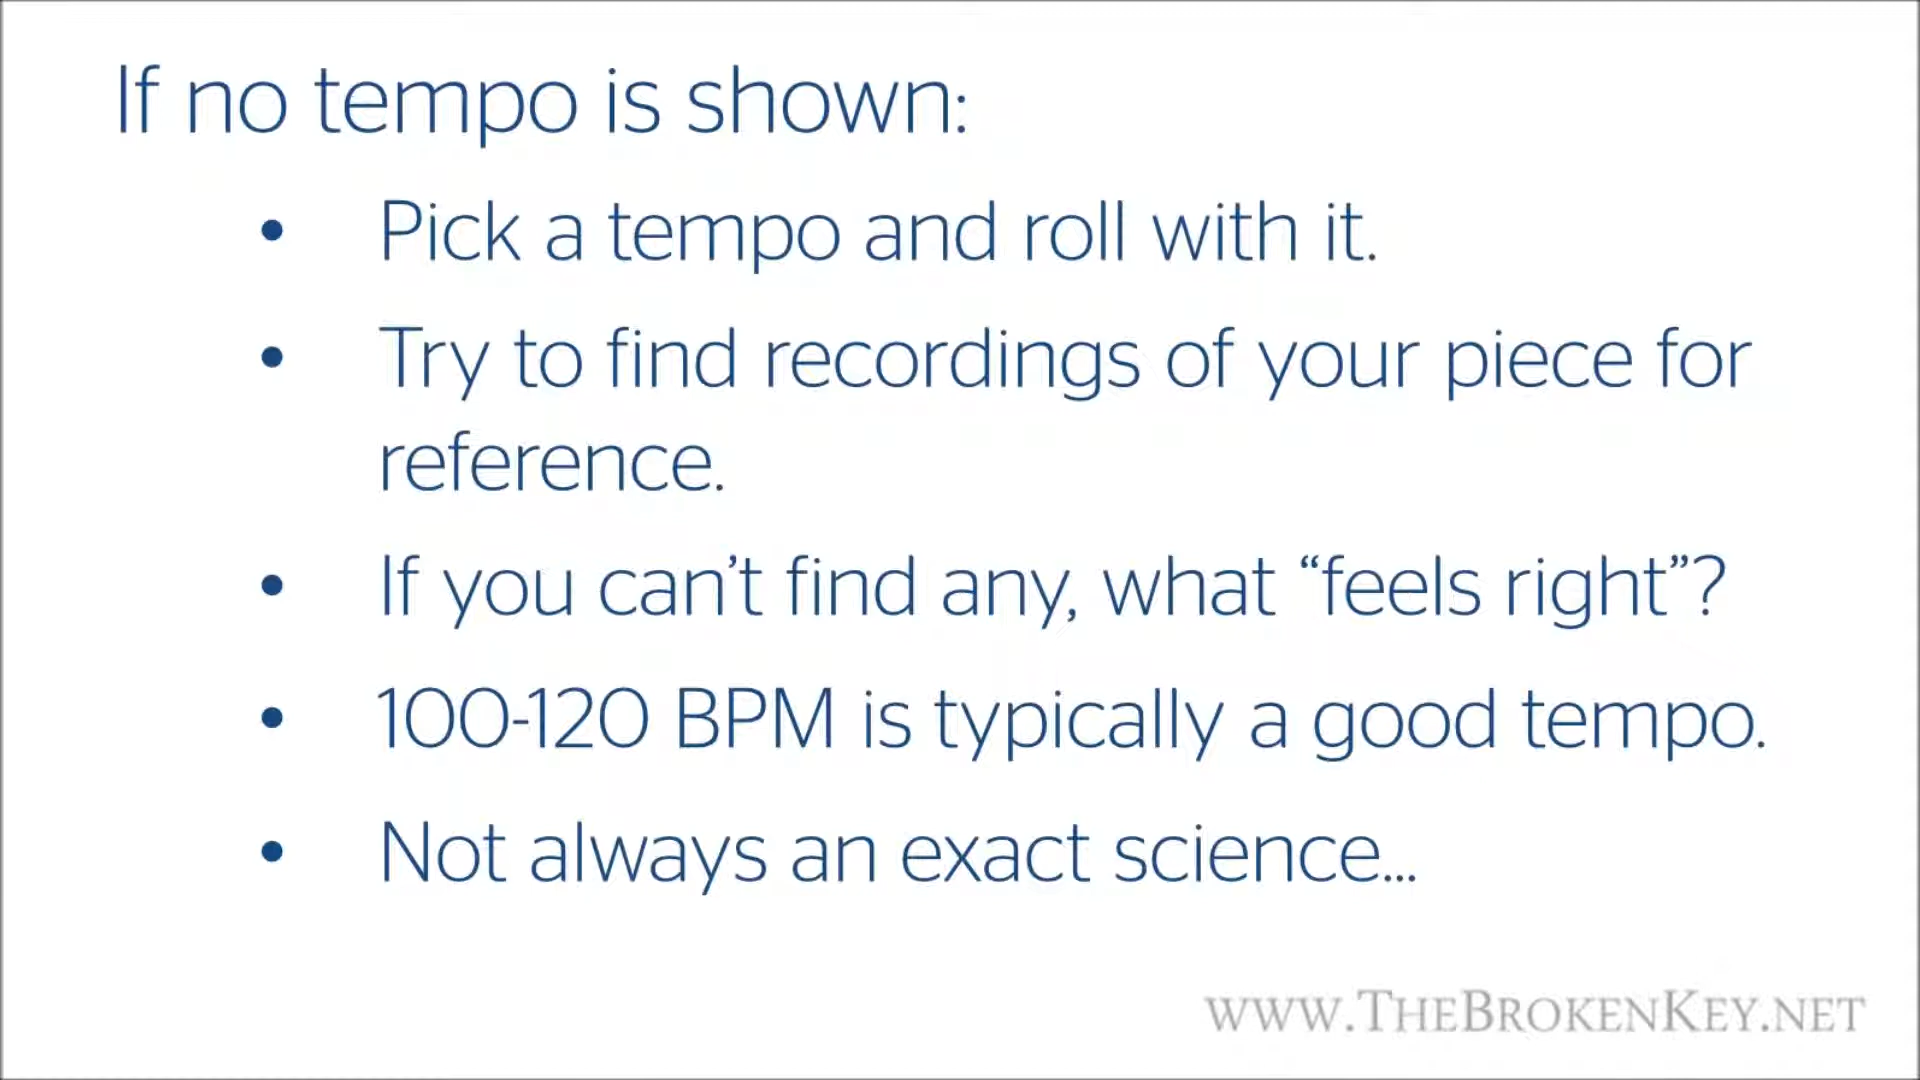 If no tempo is shown:
• Pick a tempo and roll with it.
• Try to find recordings of your piece for
reference.
• If you can’t find any, what “feels right”?
• 100-120 BPM is typically a good tempo.
• Not always an exact science...
www.TheBrokenKey.net